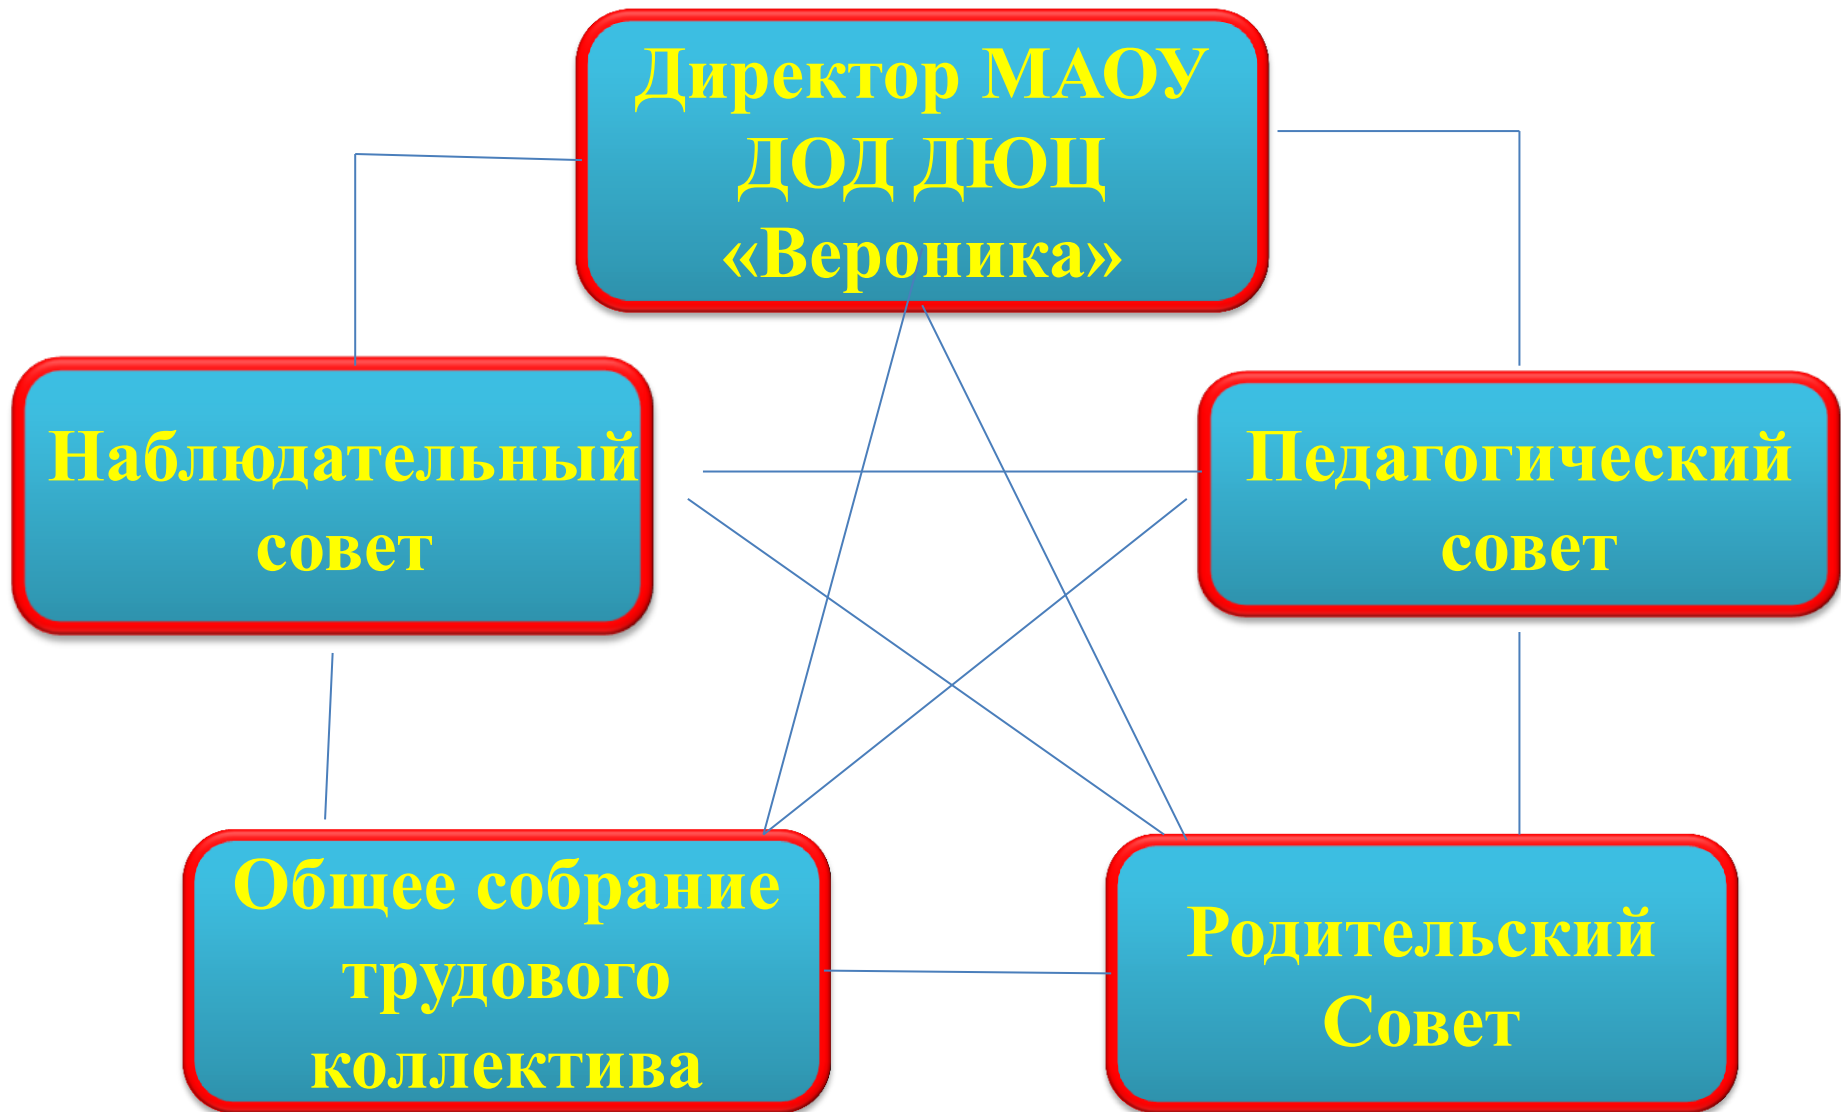 Директор МАОУ
ДОД ДЮЦ
«Вероника»
Наблюдательный
совет
Педагогический
совет
Общее собрание
трудового
коллектива
Родительский
Совет